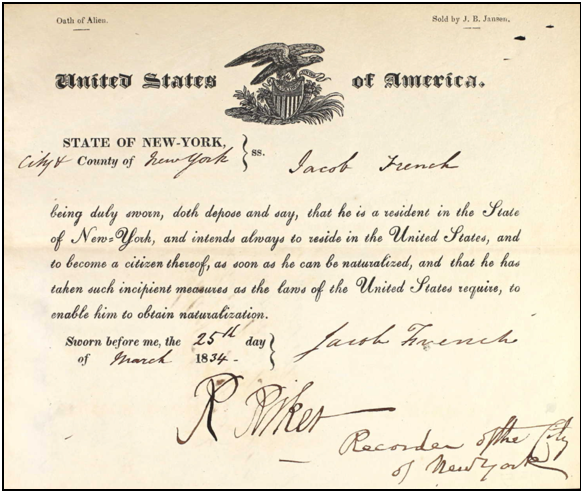 Oath of Alien.
Sold by J. B. Jansen.
United States of America.
STATE OF NEW-YORK,
City & County of New York } ss.
Jacob French
being duly sworn, doth depose and say, that he is a resident in the State
of New=York, and intends always to reside in the United States, and
to become a citizen thereof, as soon as he can be naturalized, and that he has
taken such incipient measures as the laws of the United States require, to
enable him to obtain naturalization.
Sworn before me, the 25th day
of March 1834 -
Jacob French
R Riker
Recorder of the City
of New York